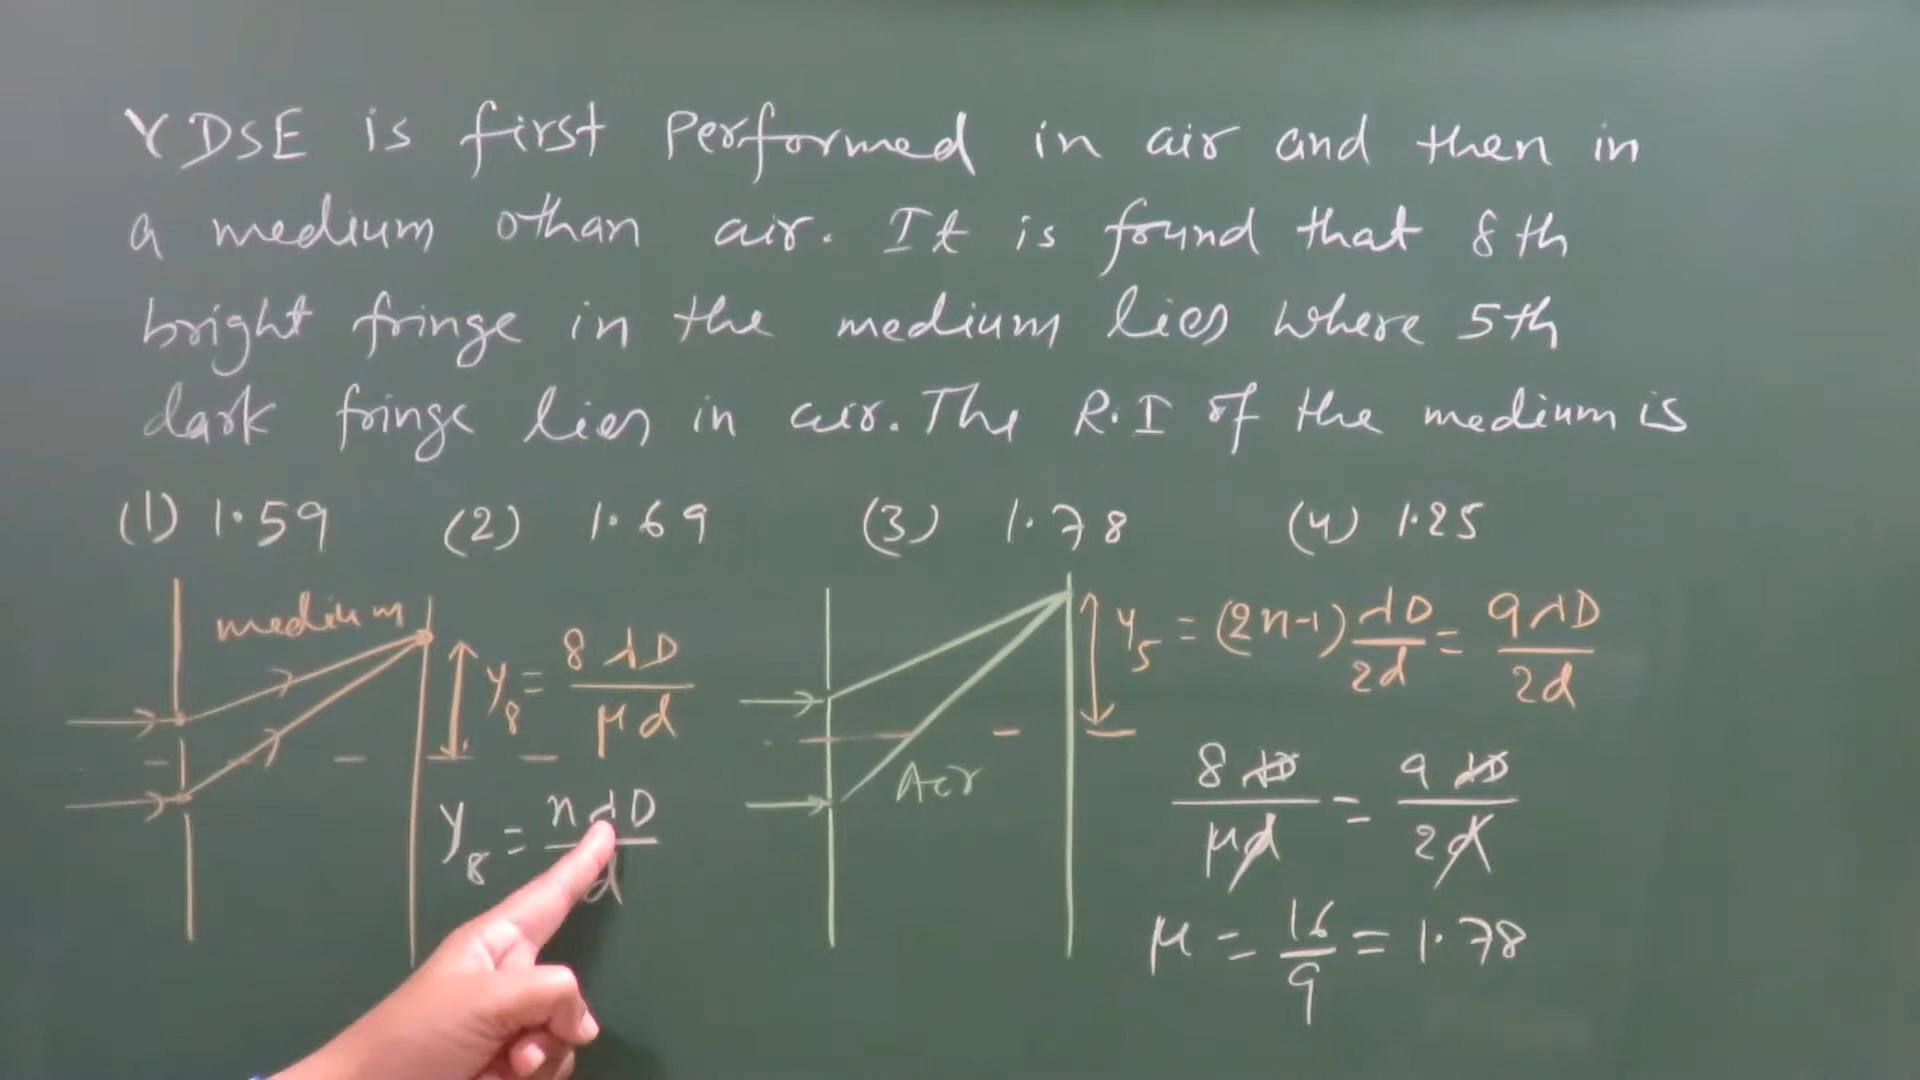 YDSE is first performed in air and then in
a medium othan air. It is found that 8th
bright fringe in the medium lies where 5th
dark fringe lies in air. The R.I of the medium is
(1) 1.59 (2) 1.69 (3) 1.78 (4) 1.25
medium
y₈ = 8λD/μd
y₈ = nλD/d
Air
y₅ = (2n-1) λD/2d = 9λD/2d
8λD/μd = 9λD/2d
μ = 16/9 = 1.78